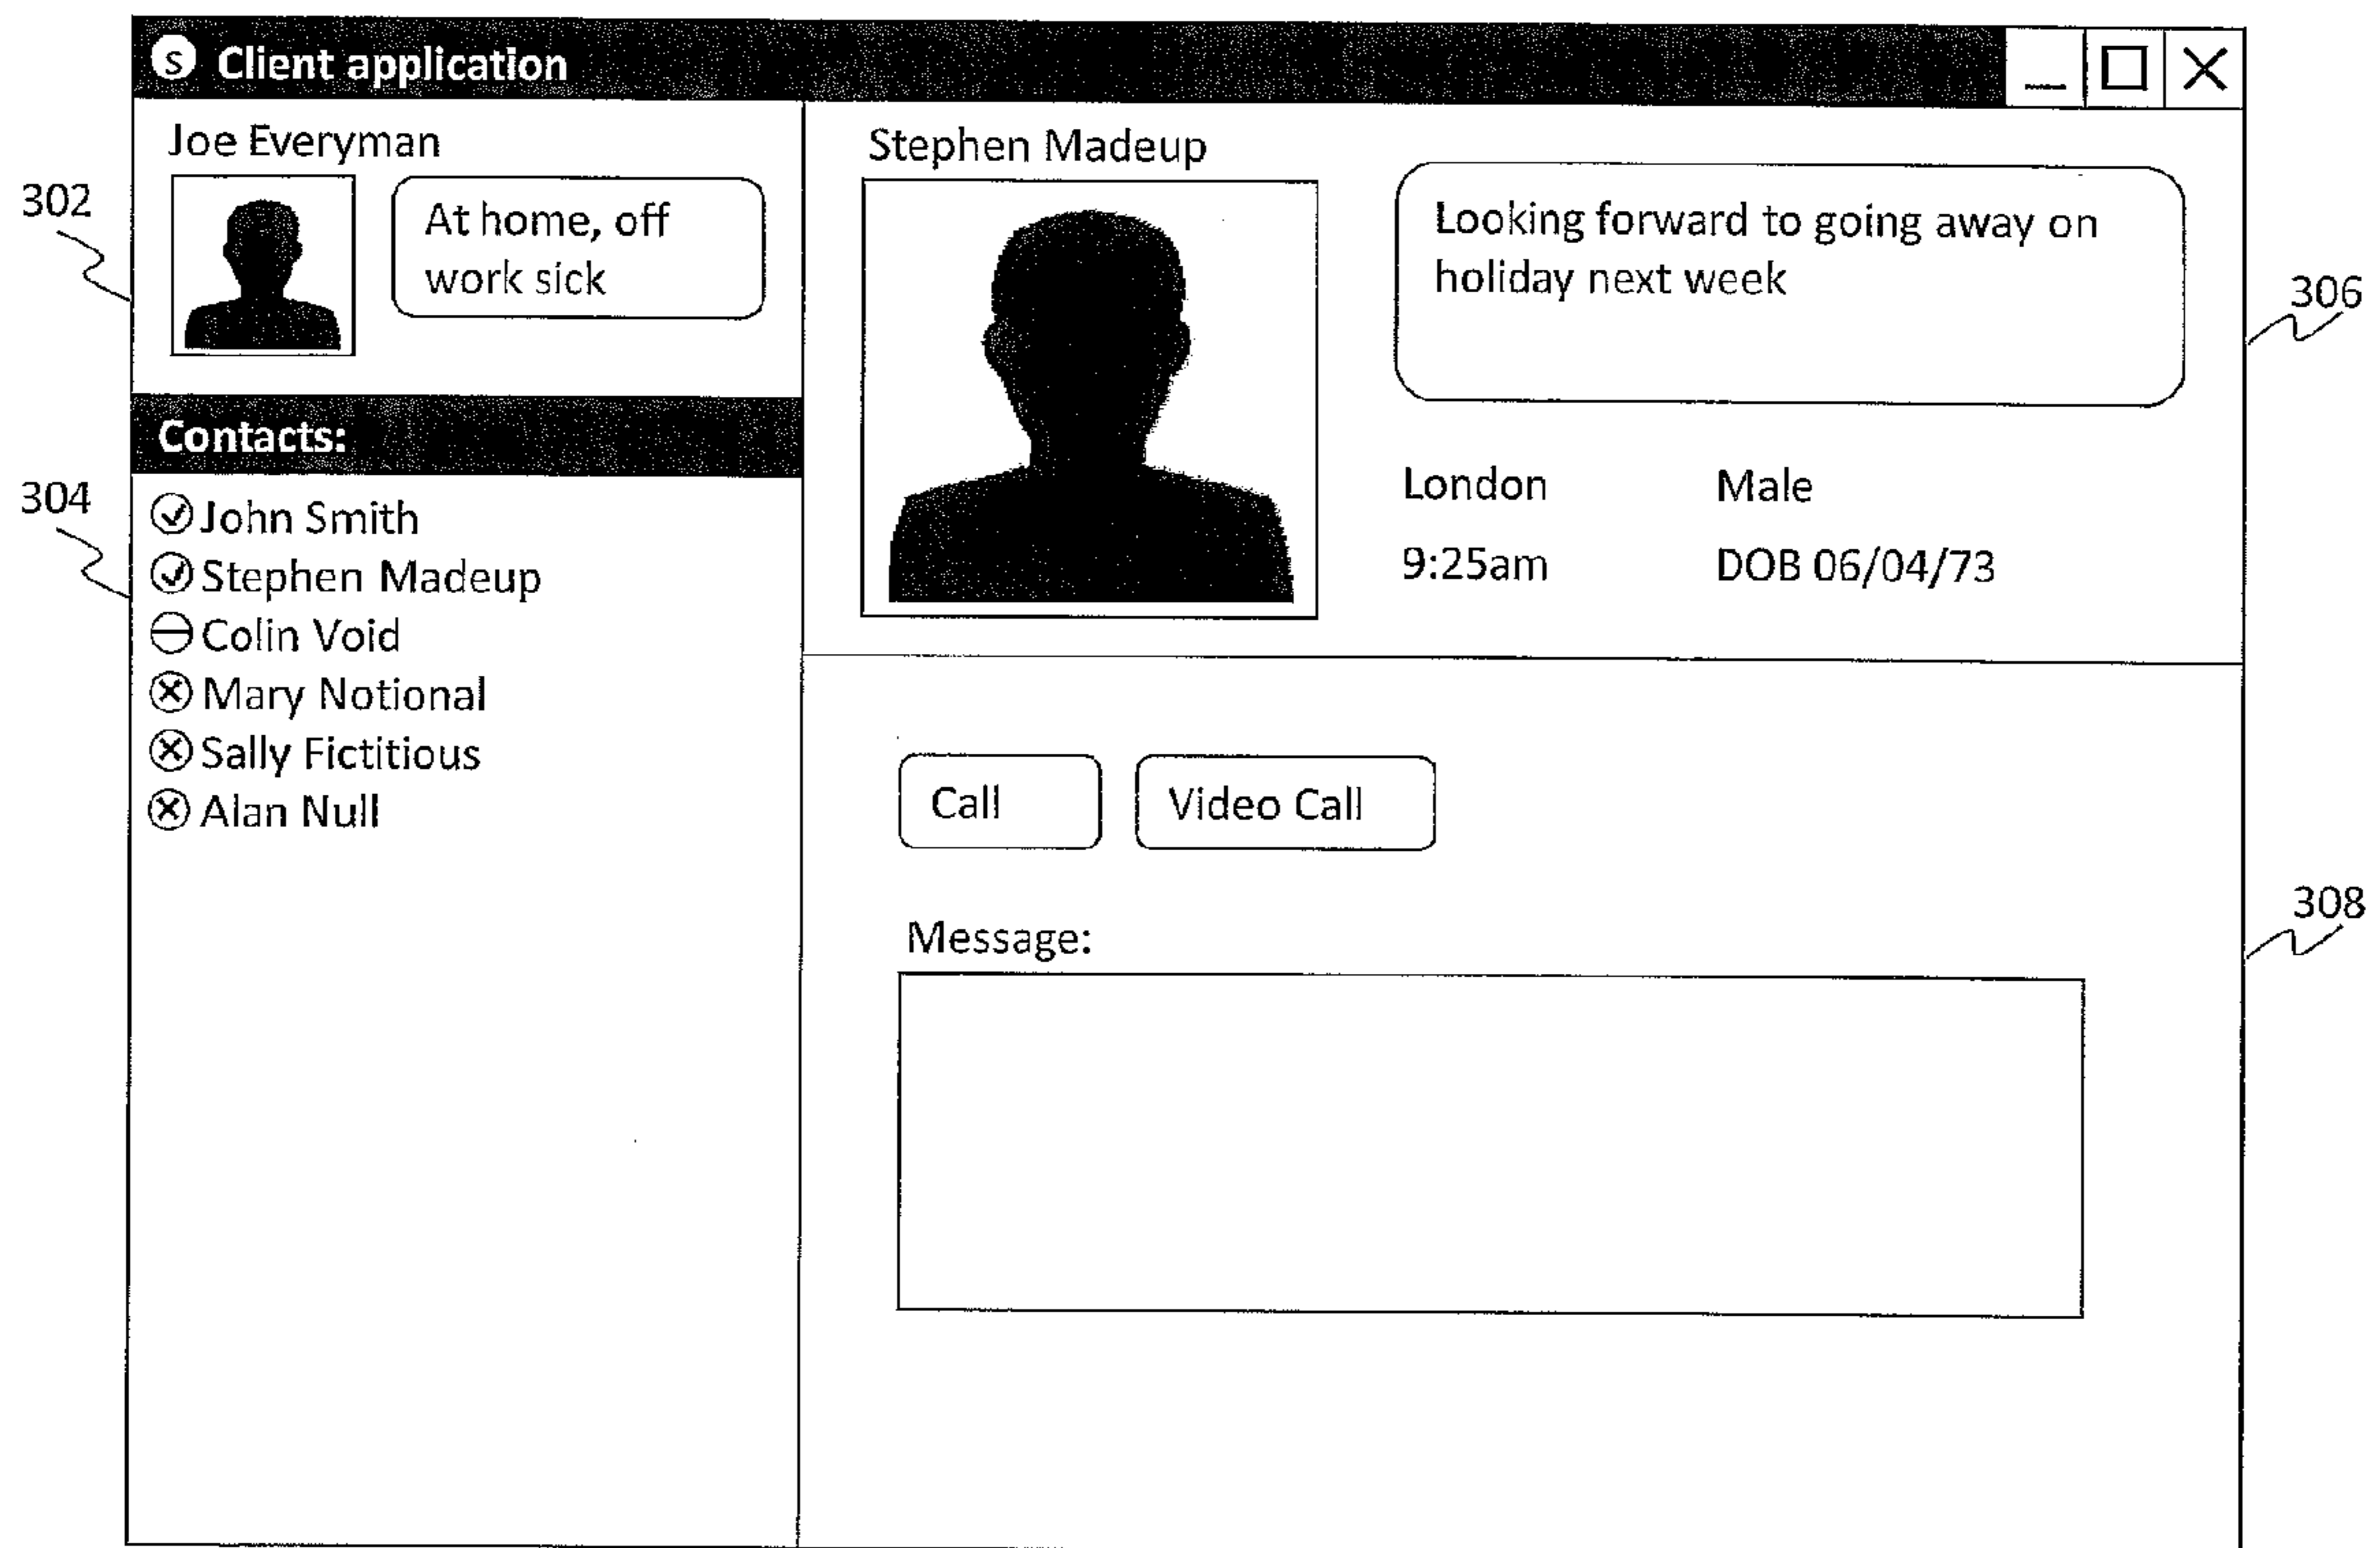 S Client application
Joe Everyman
302
At home, off
work sick
Contacts:
304
John Smith
Stephen Madeup
Colin Void
Mary Notional
Sally Fictitious
Alan Null
Stephen Madeup
Looking forward to going away on
holiday next week
306
London Male
9:25am DOB 06/04/73
Call Video Call
308
Message: